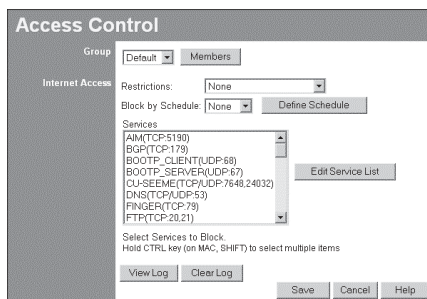 Access Control
Group
Default
Members
Internet Access
Restrictions: None
Block by Schedule: None Define Schedule
Services
AIM(TCP:5190)
BGP(TCP:179)
BOOTP_CLIENT(UDP:68)
BOOTP_SERVER(UDP:67)
CU-SEEME(TCP/UDP:7648,24032)
DNS(TCP/UDP:53)
FINGER(TCP:79)
FTP(TCP:20,21)
Edit Service List
Select Services to Block.
Hold CTRL key (on MAC, SHIFT) to select multiple items
View Log Clear Log
Save Cancel Help